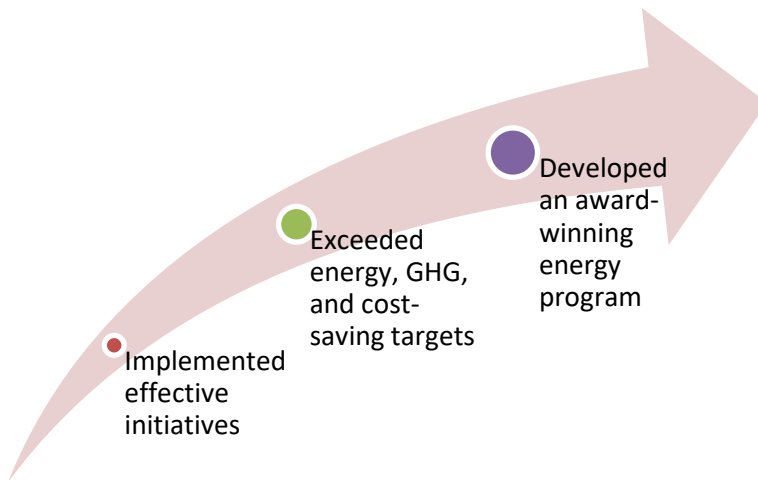 Implemented
effective
initiatives
Exceeded
energy, GHG,
and cost-
saving targets
Developed
an award-
winning
energy
program